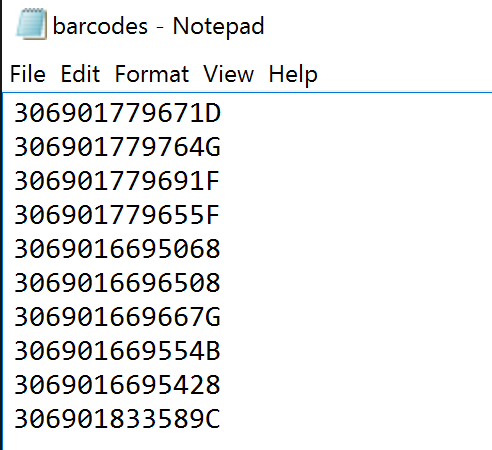 barcodes - Notepad
File Edit Format View Help
306901779671D
306901779764G
306901779691F
306901779655F
3069016695068
3069016696508
306901669667G
306901669554B
3069016695428
306901833589C